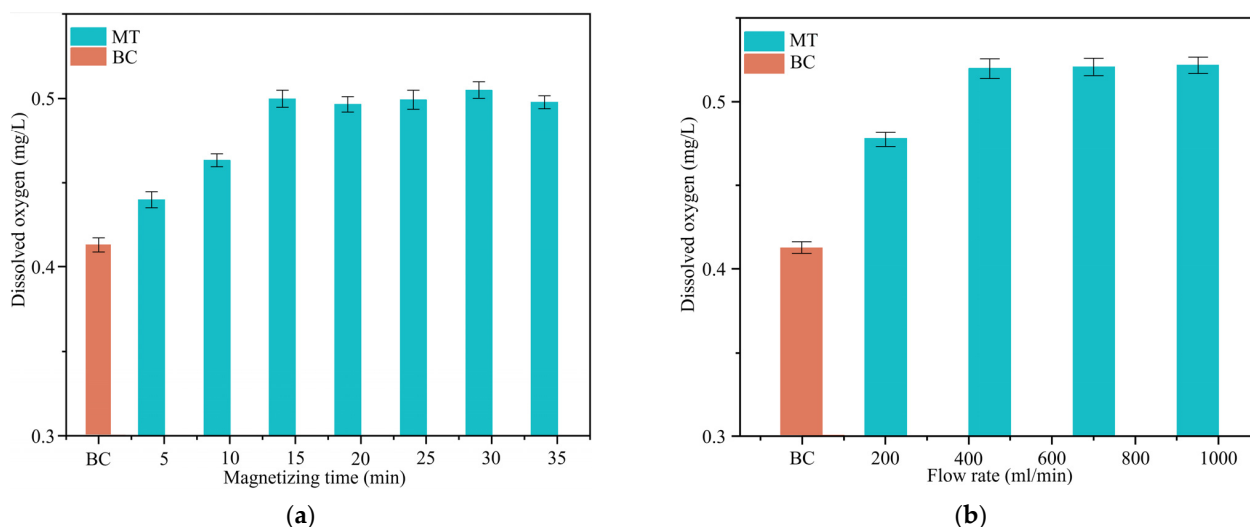 MT
BC
Dissolved oxygen (mg/L)
0.5
0.4
0.3
BC 5 10 15 20 25 30 35
Magnetizing time (min)
(a)
MT
BC
Dissolved oxygen (mg/L)
0.5
0.4
0.3
BC 200 400 600 800 1000
Flow rate (ml/min)
(b)